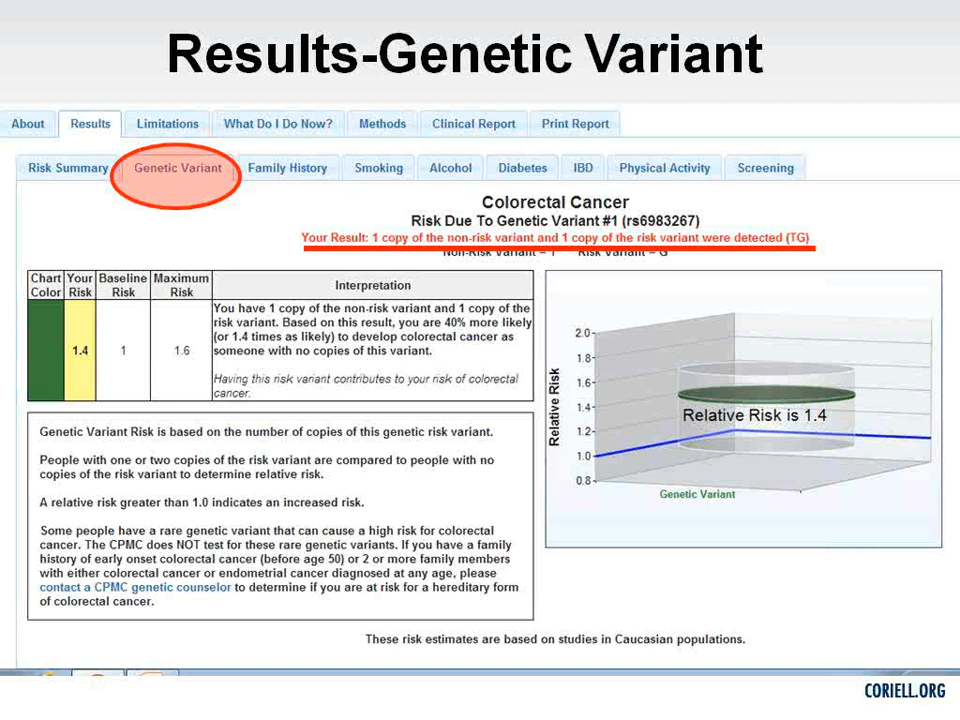 Results-Genetic Variant
About Results Limitations What Do I Do Now? Methods Clinical Report Print Report
Risk Summary Genetic Variant Family History Smoking Alcohol Diabetes IBD Physical Activity Screening
Colorectal Cancer
Risk Due To Genetic Variant #1 (rs6983267)
Your Result: 1 copy of the non-risk variant and 1 copy of the risk variant were detected (TG)
Non-Risk Variant = T Risk Variant = G
Chart Your Baseline Maximum Interpretation
Color Risk Risk Risk
You have 1 copy of the non-risk variant and 1 copy of the
risk variant. Based on this result, you are 40% more likely
(or 1.4 times as likely) to develop colorectal cancer as
someone with no copies of this variant.
1.4 1 1.6
Having this risk variant contributes to your risk of colorectal
cancer.
Genetic Variant Risk is based on the number of copies of this genetic risk variant.
People with one or two copies of the risk variant are compared to people with no
copies of the risk variant to determine relative risk.
A relative risk greater than 1.0 indicates an increased risk.
Some people have a rare genetic variant that can cause a high risk for colorectal
cancer. The CPMC does NOT test for these rare genetic variants. If you have a family
history of early onset colorectal cancer (before age 50) or 2 or more family members
with either colorectal cancer or endometrial cancer diagnosed at any age, please
contact a CPMC genetic counselor to determine if you are at risk for a hereditary form
of colorectal cancer.
Relative Risk
2.0
1.8
1.6
1.4
1.2
1.0
0.8
Relative Risk is 1.4
Genetic Variant
These risk estimates are based on studies in Caucasian populations.
CORIELL.ORG